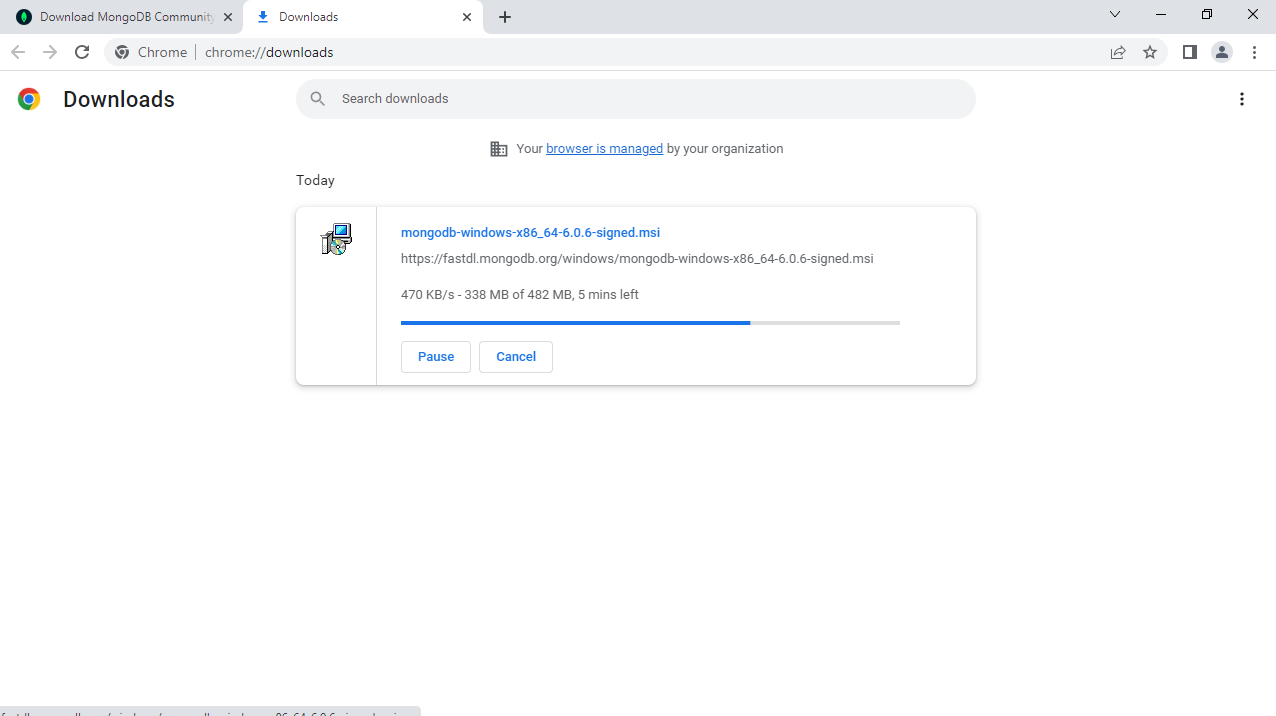 Download MongoDB Community
Downloads
Chrome
chrome://downloads
Downloads
Search downloads
Your browser is managed by your organization
Today
mongodb-windows-x86_64-6.0.6-signed.msi
https://fastdl.mongodb.org/windows/mongodb-windows-x86_64-6.0.6-signed.msi
470 KB/s - 338 MB of 482 MB, 5 mins left
Pause
Cancel